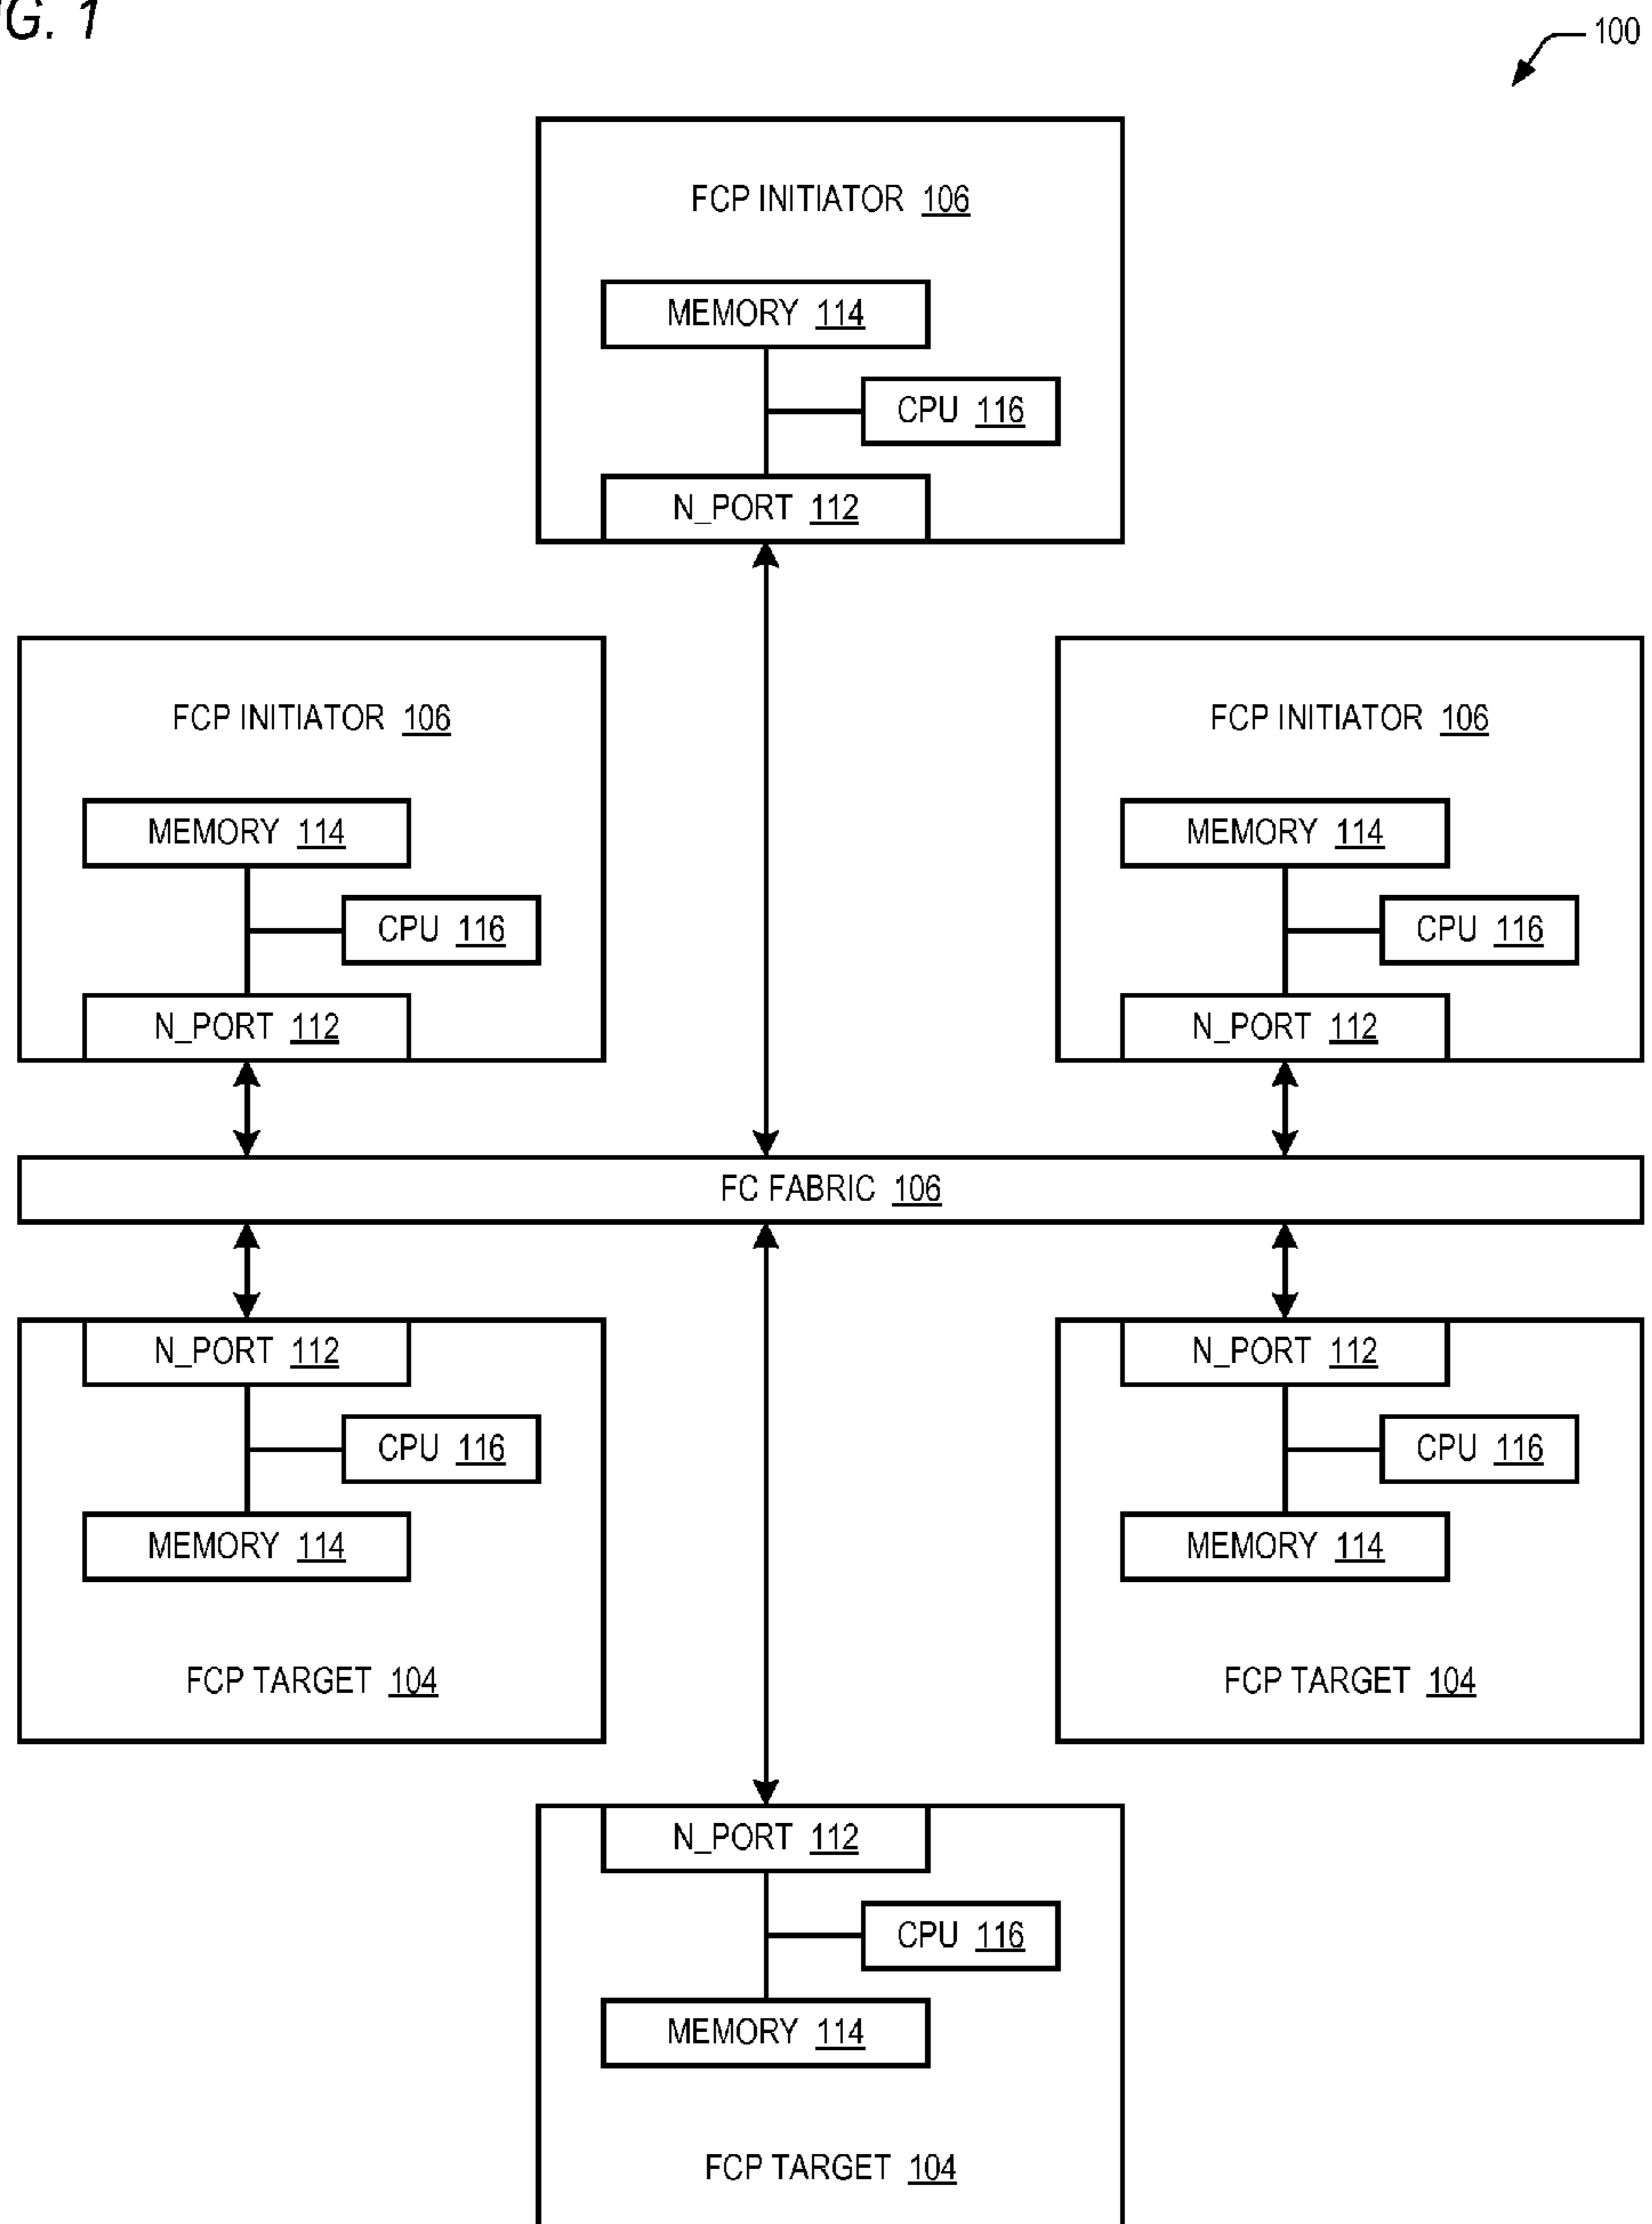 G. 1
100
FCP INITIATOR 106
MEMORY 114
CPU 116
N_PORT 112
FCP INITIATOR 106
MEMORY 114
CPU 116
N_PORT 112
FCP INITIATOR 106
MEMORY 114
CPU 116
N_PORT 112
FC FABRIC 106
N_PORT 112
CPU 116
MEMORY 114
FCP TARGET 104
N_PORT 112
CPU 116
MEMORY 114
FCP TARGET 104
N_PORT 112
CPU 116
MEMORY 114
FCP TARGET 104